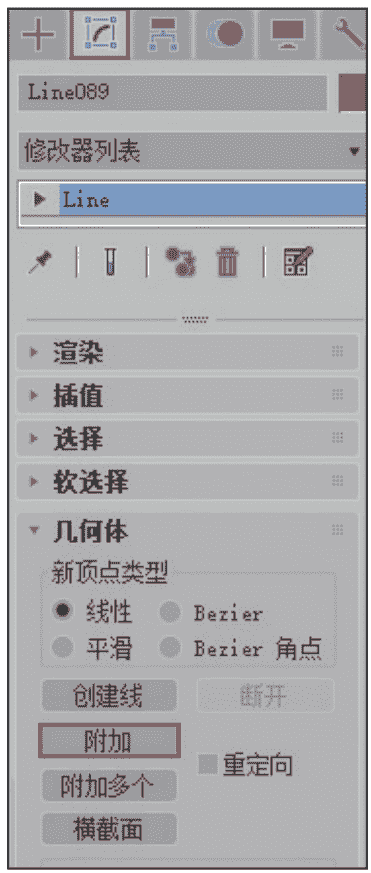 Line089
修改器列表
Line
渲染
插值
选择
软选择
几何体
新顶点类型
线性 Bezier
平滑 Bezier 角点
创建线 断开
附加
重定向
附加多个
横截面